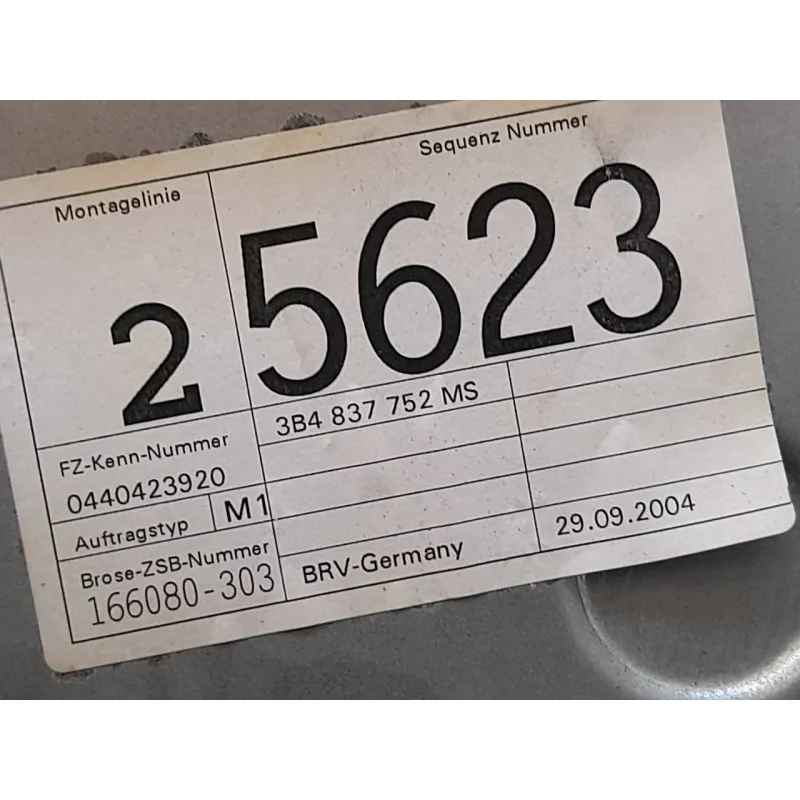 Montagelinie
2
Sequenz Nummer
5623
FZ-Kenn-Nummer
0440423920
Auftragstyp M1
Brose-ZSB-Nummer
166080-303
3B4 837 752 MS
BRV-Germany
29.09.2004